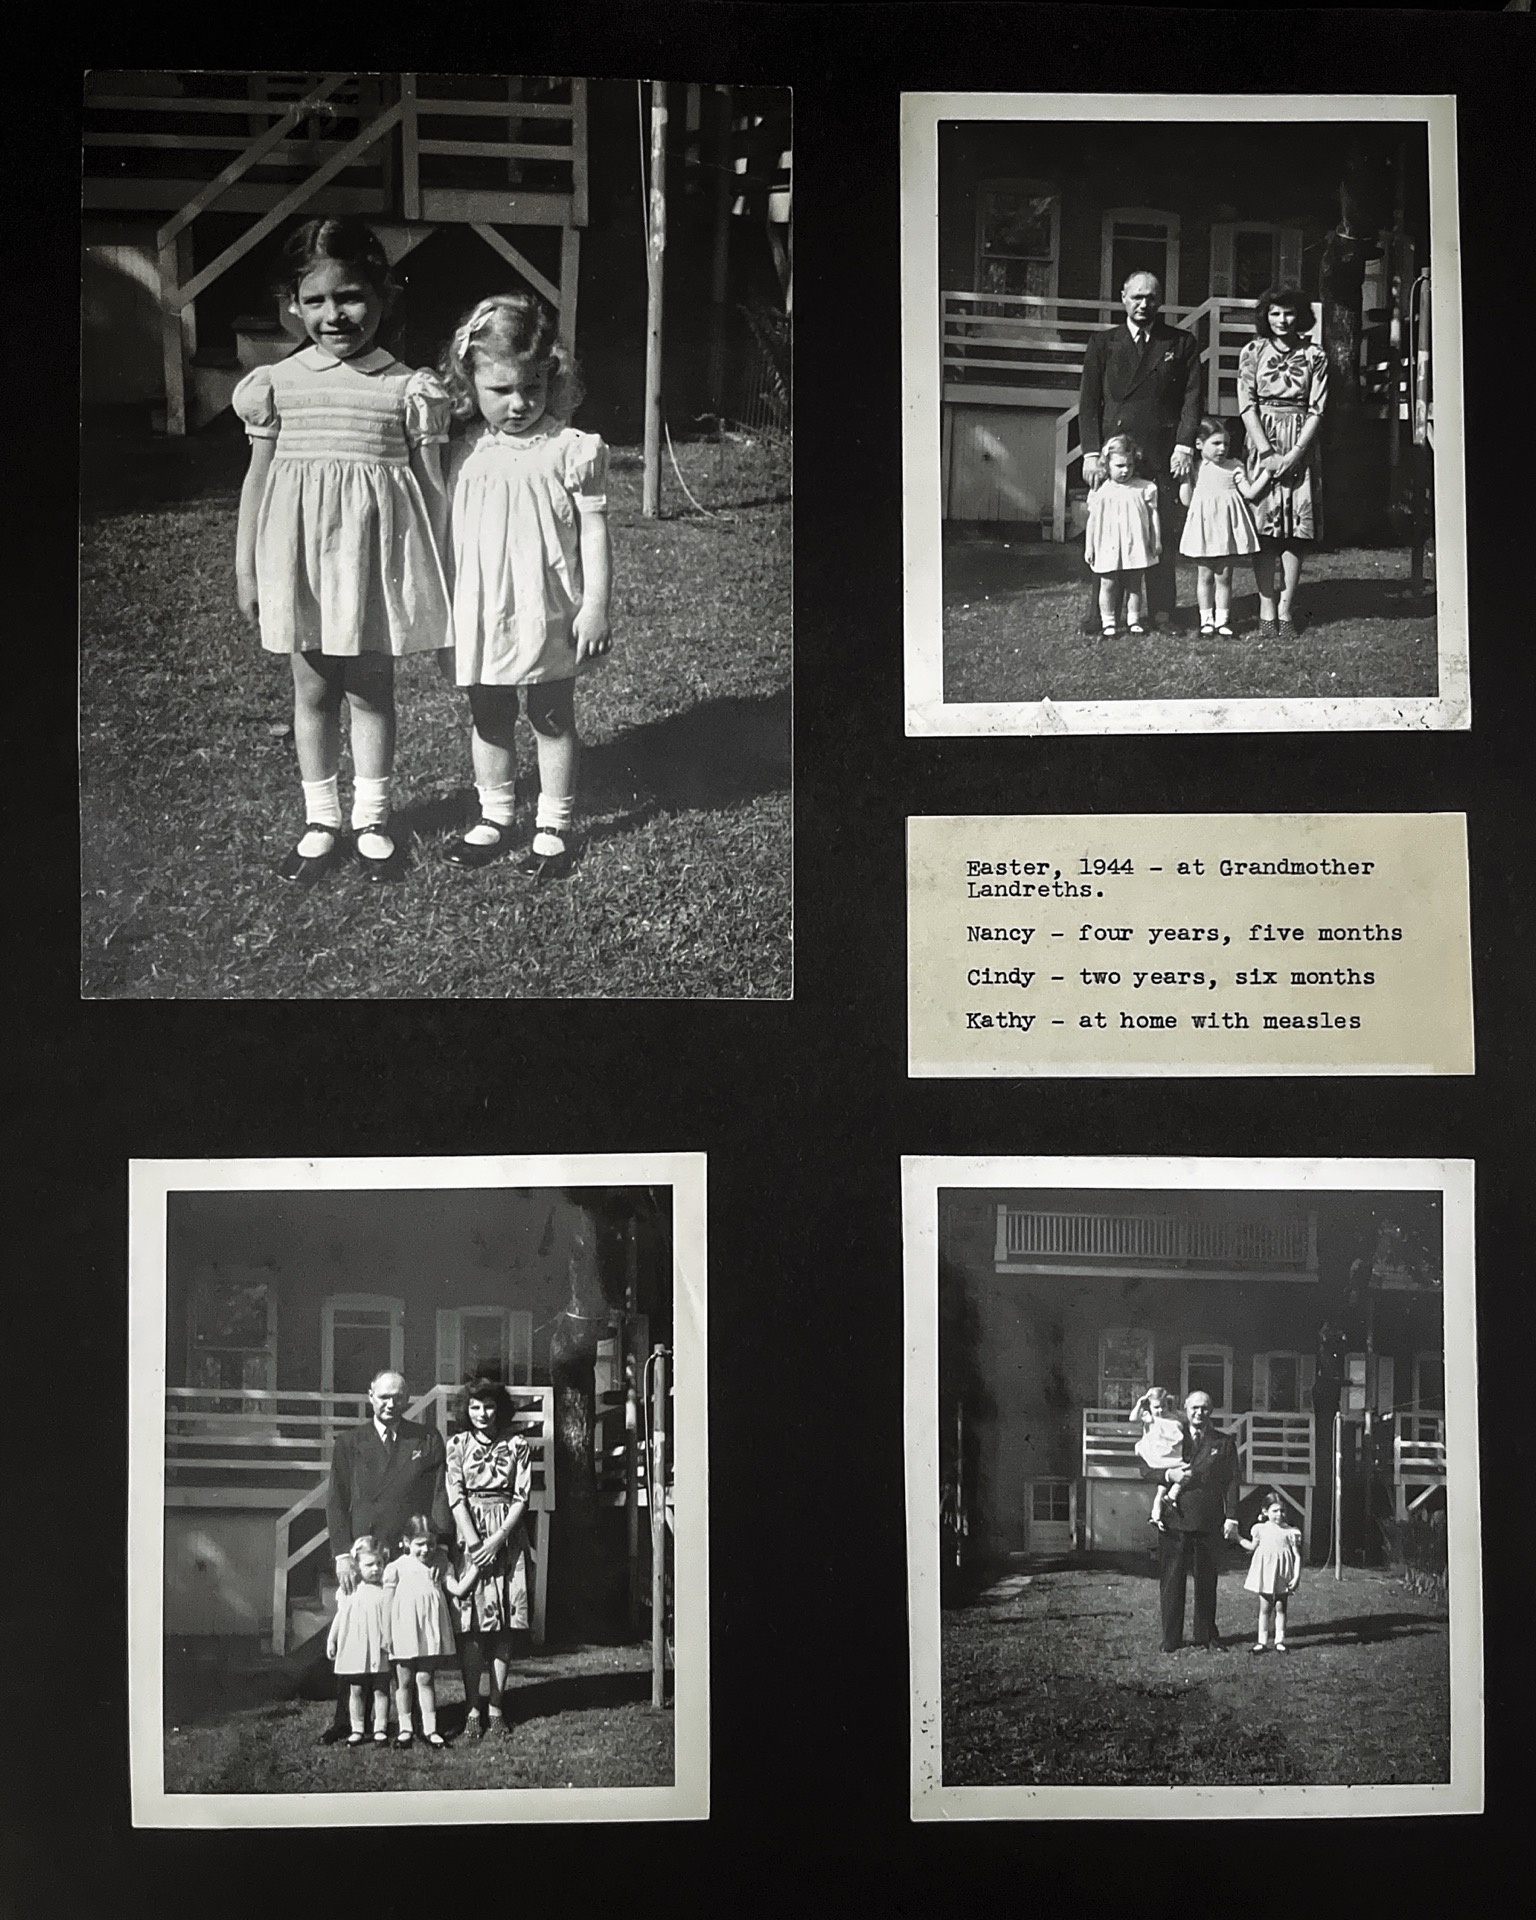 Easter, 1944 - at Grandmother
Landreths.
Nancy - four years, five months
Cindy - two years, six months
Kathy - at home with measles